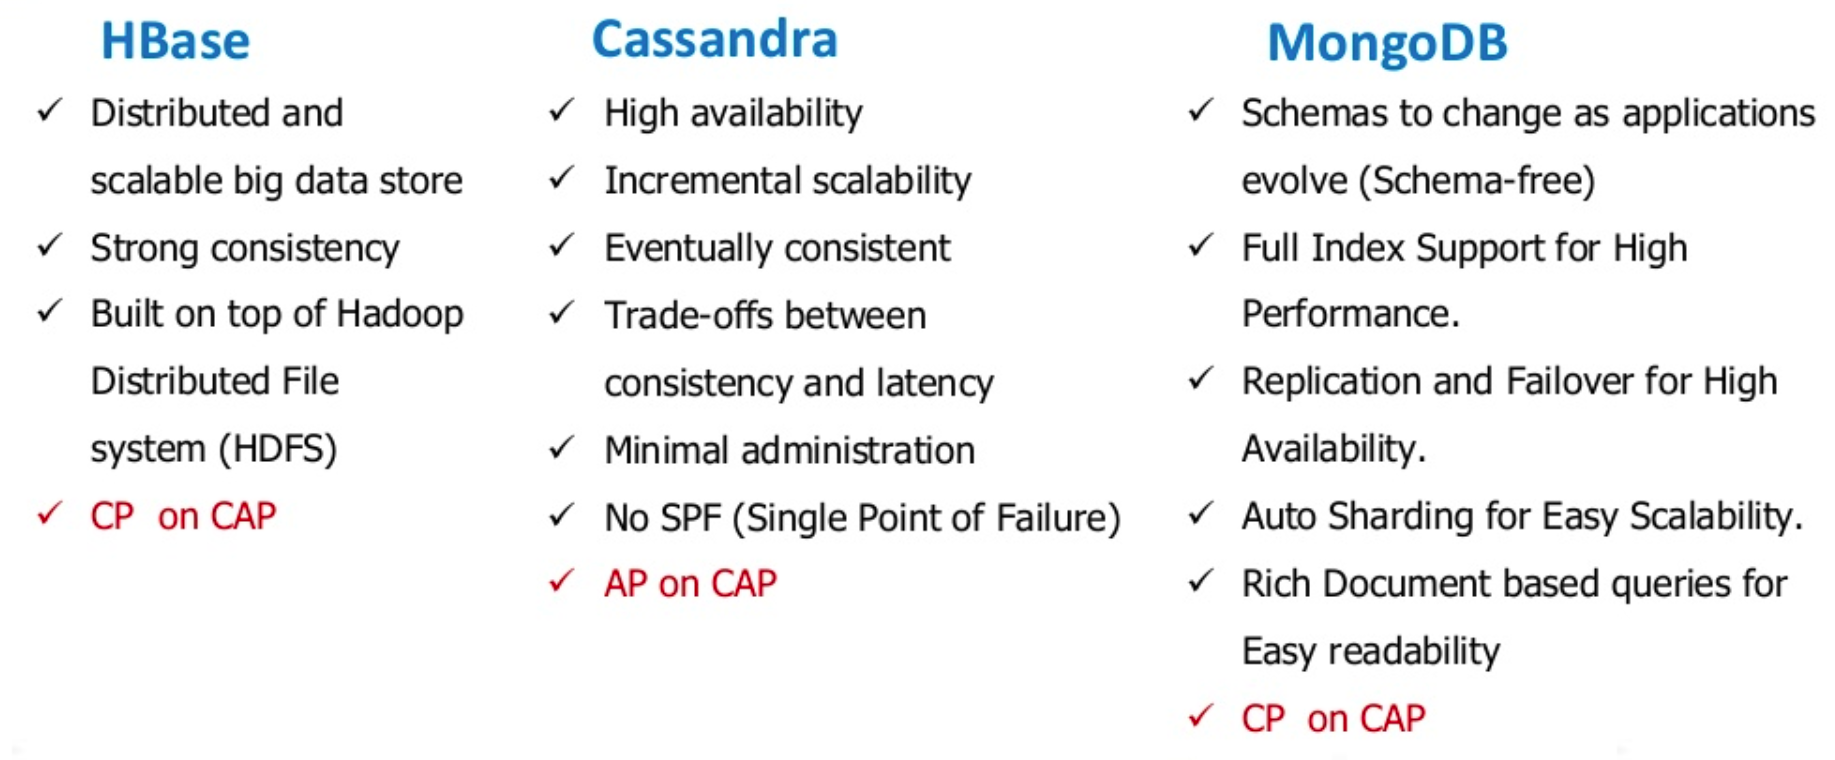 HBase
✓ Distributed and
scalable big data store
✓ Strong consistency
✓ Built on top of Hadoop
Distributed File
system (HDFS)
✓ CP on CAP
Cassandra
✓ High availability
✓ Incremental scalability
✓ Eventually consistent
✓ Trade-offs between
consistency and latency
✓ Minimal administration
✓ No SPF (Single Point of Failure)
✓ AP on CAP
MongoDB
✓ Schemas to change as applications
evolve (Schema-free)
✓ Full Index Support for High
Performance.
✓ Replication and Failover for High
Availability.
✓ Auto Sharding for Easy Scalability.
✓ Rich Document based queries for
Easy readability
✓ CP on CAP